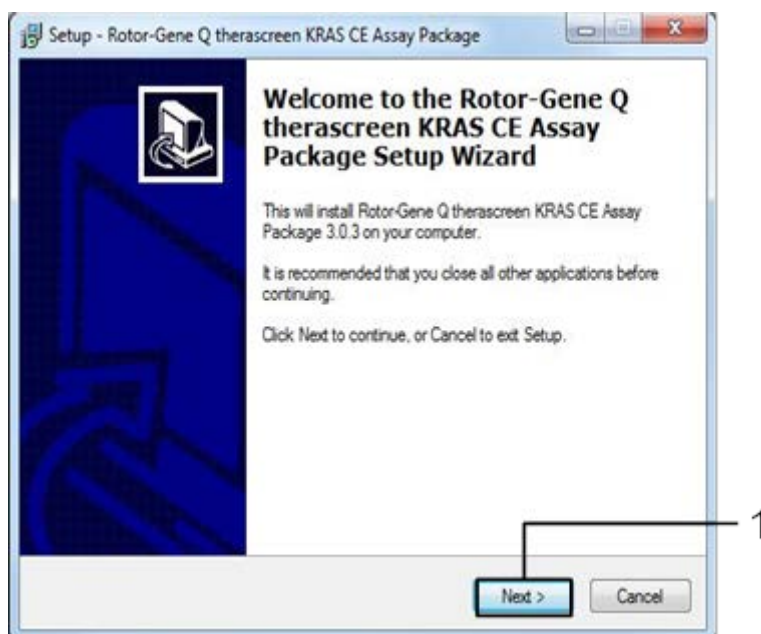 Setup - Rotor-Gene Q therascreen KRAS CE Assay Package
Welcome to the Rotor-Gene Q
therascreen KRAS CE Assay
Package Setup Wizard
This will install Rotor-Gene Q therascreen KRAS CE Assay
Package 3.0.3 on your computer.
It is recommended that you close all other applications before
continuing.
Click Next to continue, or Cancel to exit Setup.
1
Next >
Cancel